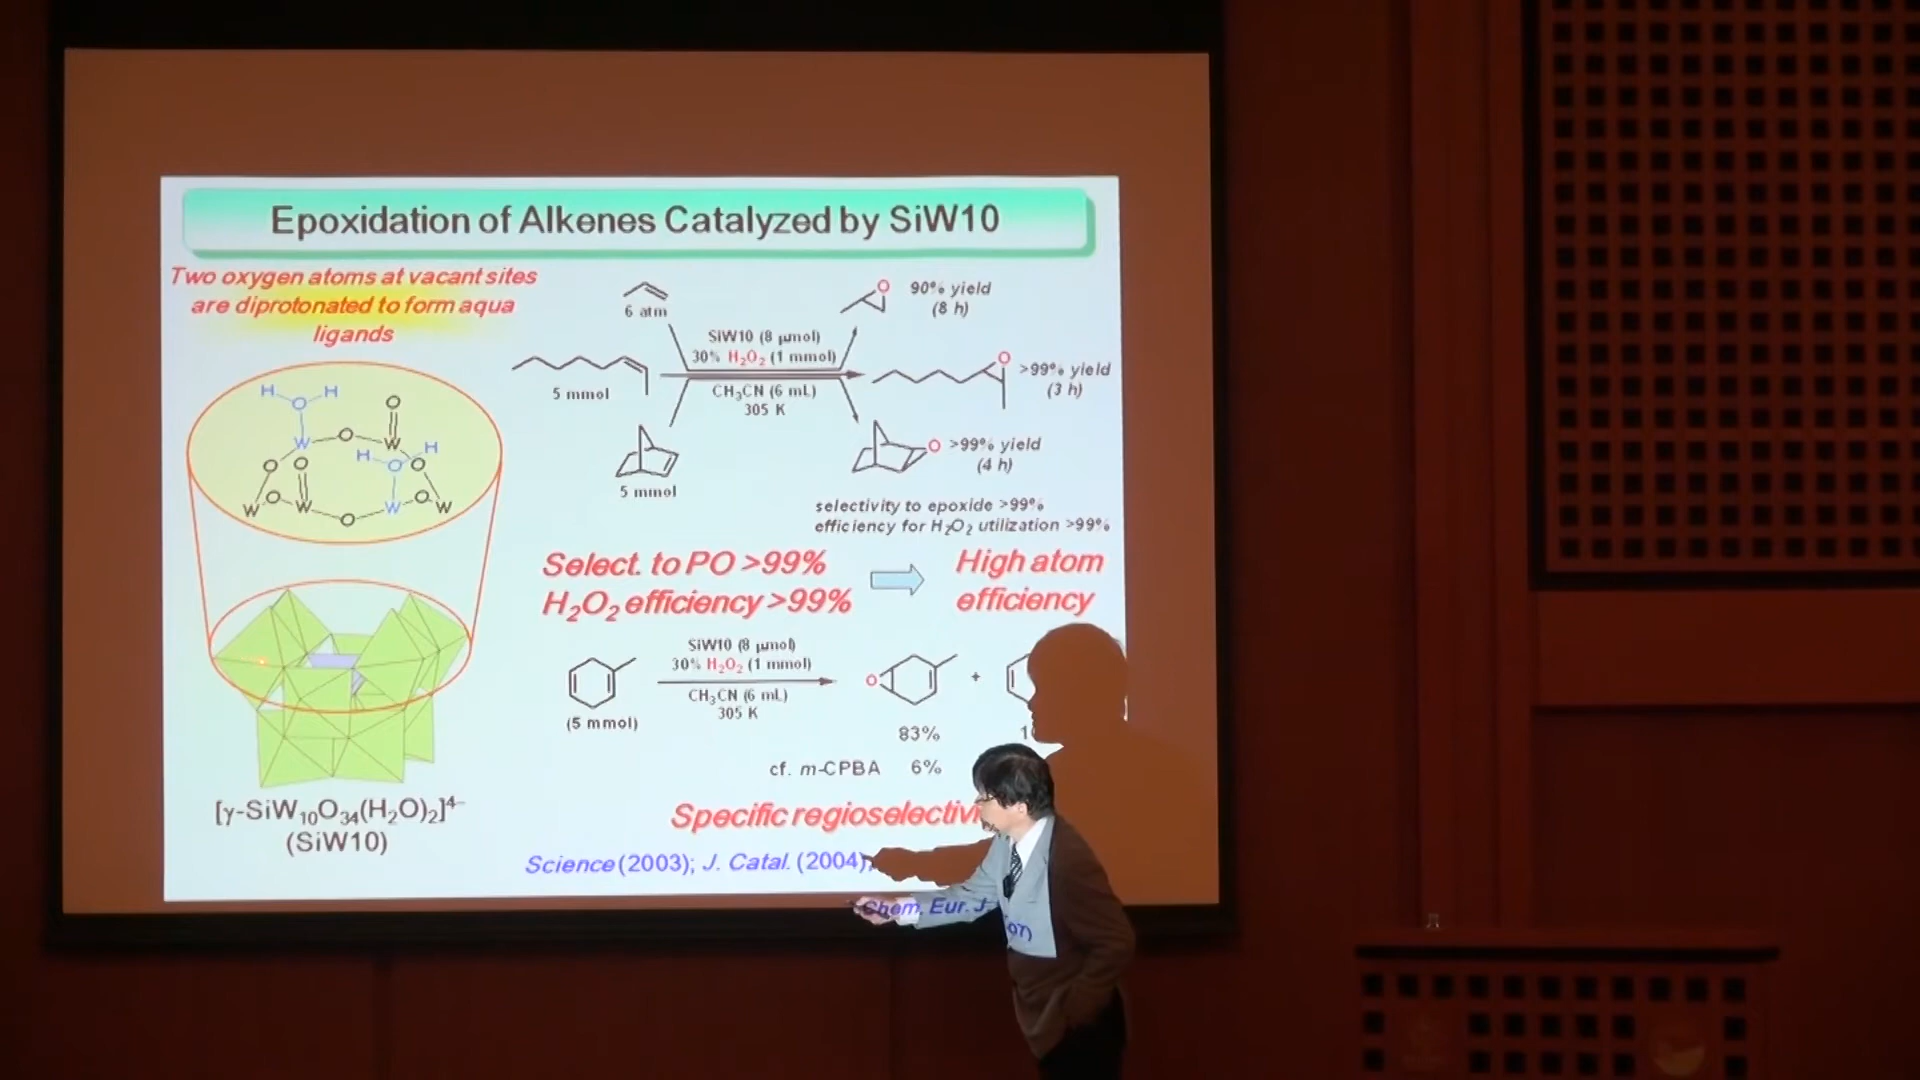 Epoxidation of Alkenes Catalyzed by SiW10
Two oxygen atoms at vacant sites
are diprotonated to form aqua
ligands
H H
O O
W O W H
H
O O O O
O O
W W W W
O
[γ-SiW10O34(H2O)2]4-
(SiW10)
6 atm
5 mmol
5 mmol
SiW10 (8 μmol)
30% H2O2 (1 mmol)
CH3CN (6 mL)
305 K
O
90% yield
(8 h)
O
>99% yield
(3 h)
O
>99% yield
(4 h)
selectivity to epoxide >99%
efficiency for H2O2 utilization >99%
Select. to PO >99%
H2O2 efficiency >99%
High atom
efficiency
(5 mmol)
SiW10 (8 μmol)
30% H2O2 (1 mmol)
CH3CN (6 mL)
305 K
O
+
83%
cf. m-CPBA 6%
Specific
Science (2003); J. Catal. (2004);
Chem. Eur. J.